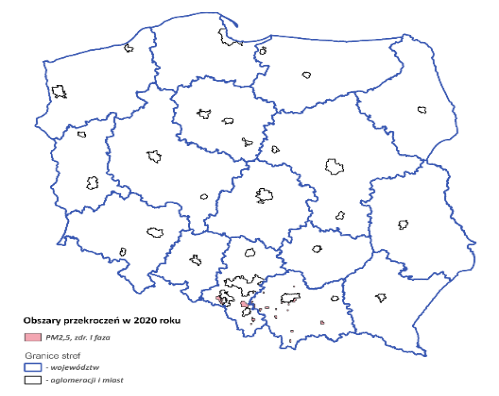 Obszary przekroczeń w 2020 roku
PM2,5, zdr. I faza
Granice stref
- województw
- aglomeracji i miast